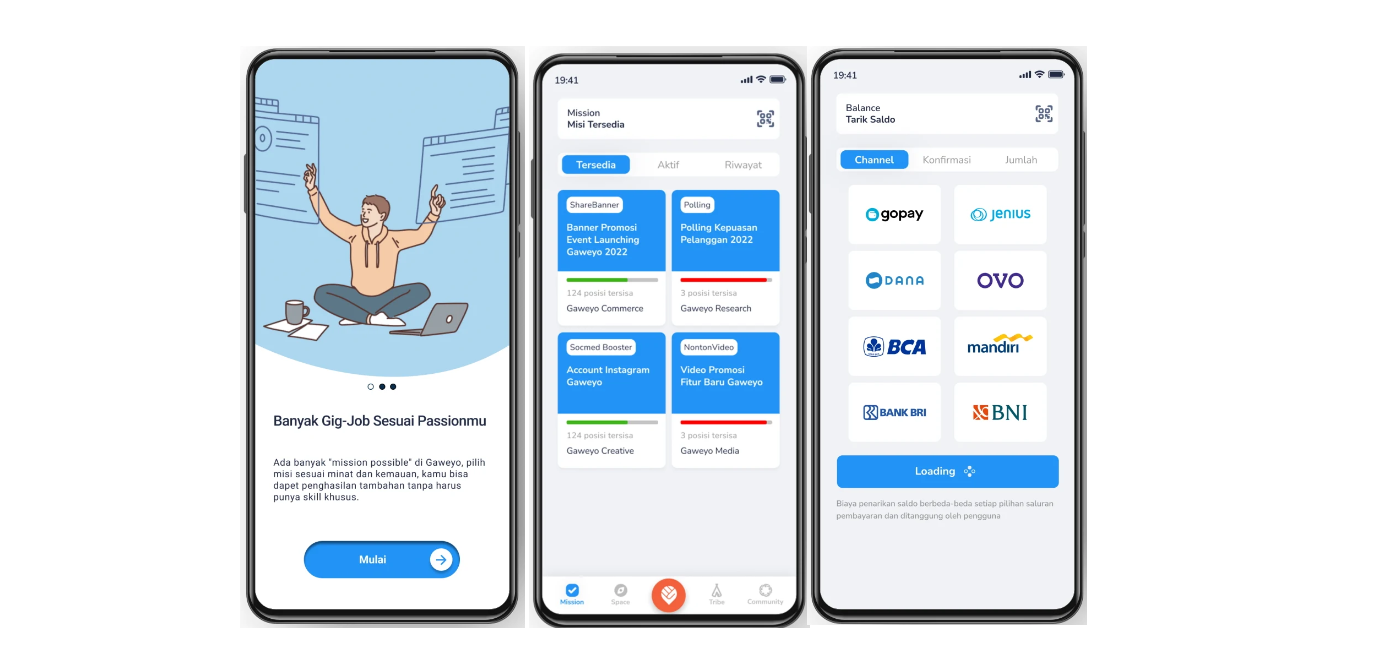 Banyak Gig-Job Sesuai Passionmu
Ada banyak "mission possible" di Gaweyo, pilih
misi sesuai minat dan kemauan, kamu bisa
dapet penghasilan tambahan tanpa harus
punya skill khusus.
Mulai
19:41
Mission
Misi Tersedia
Tersedia
Aktif
Riwayat
ShareBanner
Banner Promosi
Event Launching
Gaweyo 2022
124 posisi tersisa
Gaweyo Commerce
Polling
Polling Kepuasan
Pelanggan 2022
3 posisi tersisa
Gaweyo Research
Socmed Booster
Account Instagram
Gaweyo
124 posisi tersisa
Gaweyo Creative
NontonVideo
Video Promosi
Fitur Baru Gaweyo
3 posisi tersisa
Gaweyo Media
Mission
Space
Tribe
Community
19:41
Balance
Tarik Saldo
Channel
Konfirmasi
Jumlah
gopay
Jenius
DANA
OVO
BCA
mandiri
BANK BRI
BNI
Loading
Biaya penarikan saldo berbeda-beda setiap pilihan saluran
pembayaran dan ditanggung oleh pengguna